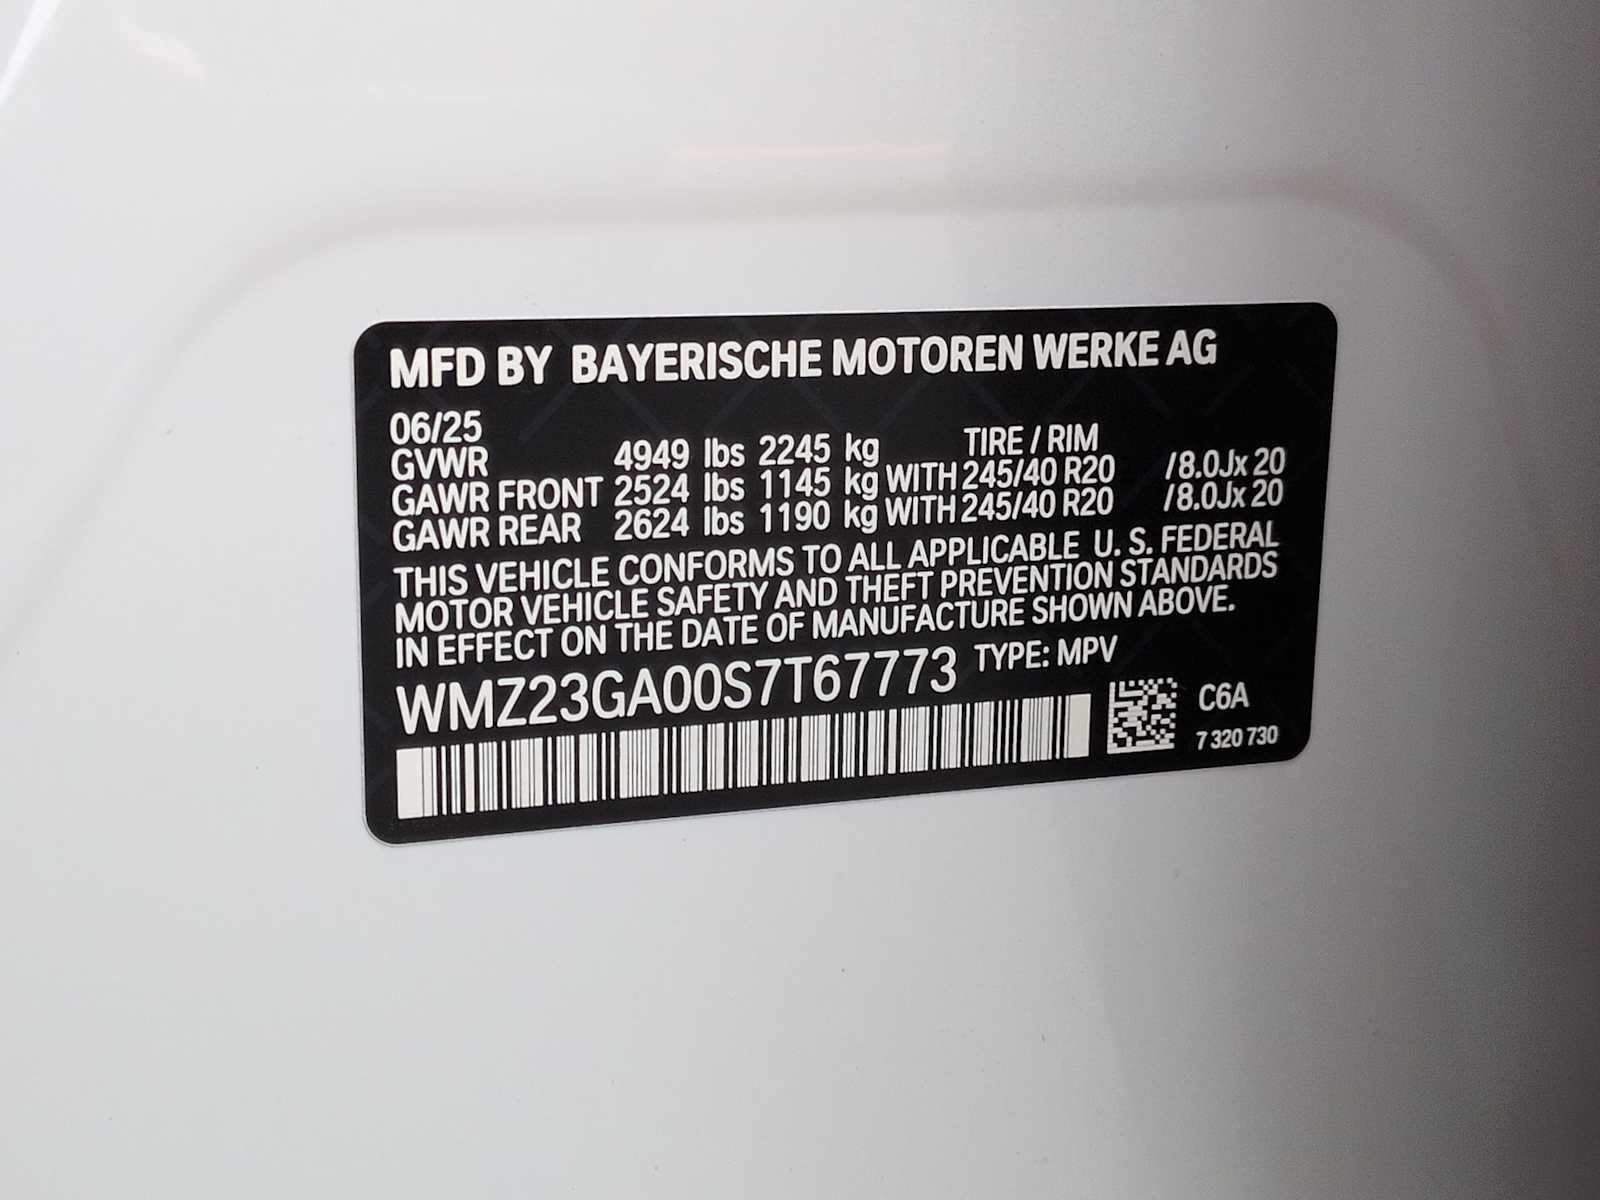 MFD BY BAYERISCHE MOTOREN WERKE AG
06/25
GVWR 4949 lbs 2245 kg TIRE / RIM
GAWR FRONT 2524 lbs 1145 kg WITH 245/40 R20 /8.0Jx 20
GAWR REAR 2624 lbs 1190 kg WITH 245/40 R20 /8.0Jx 20
THIS VEHICLE CONFORMS TO ALL APPLICABLE U. S. FEDERAL
MOTOR VEHICLE SAFETY AND THEFT PREVENTION STANDARDS
IN EFFECT ON THE DATE OF MANUFACTURE SHOWN ABOVE.
WMZ23GA00S7T67773 TYPE: MPV
C6A
7 320 730